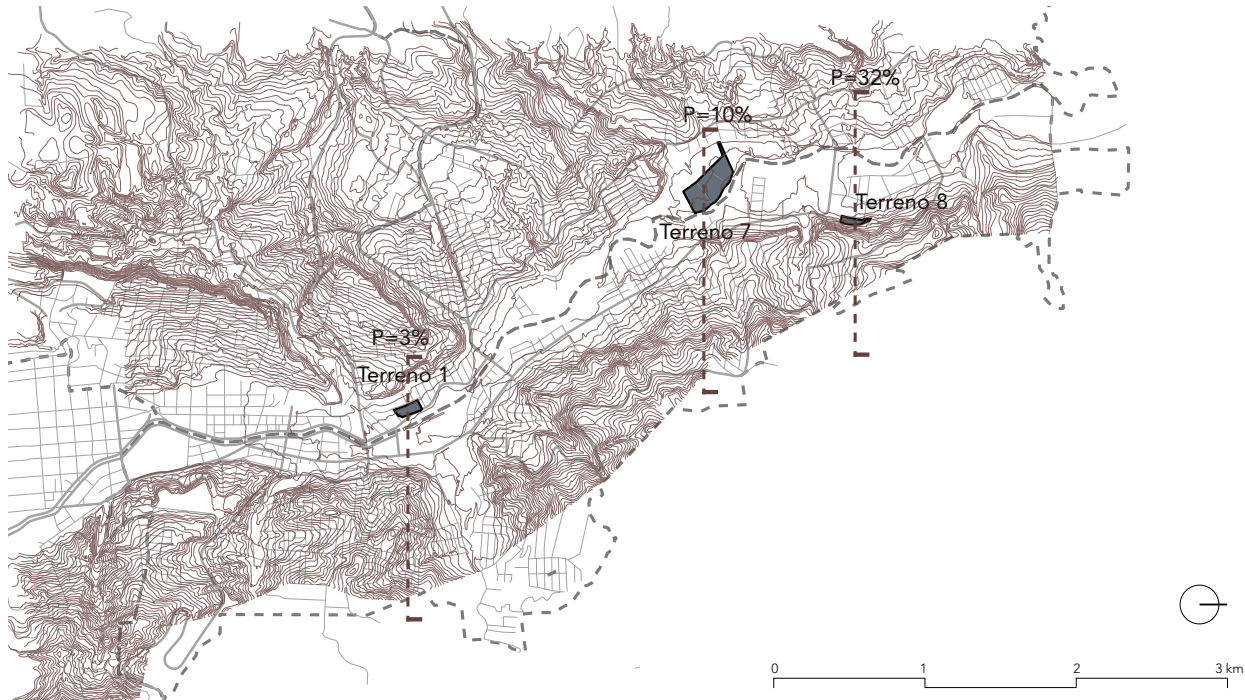 P=32%
P=10%
Terreno 8
Terreno 7
P=3%
Terreno 1
0 1 2 3 km